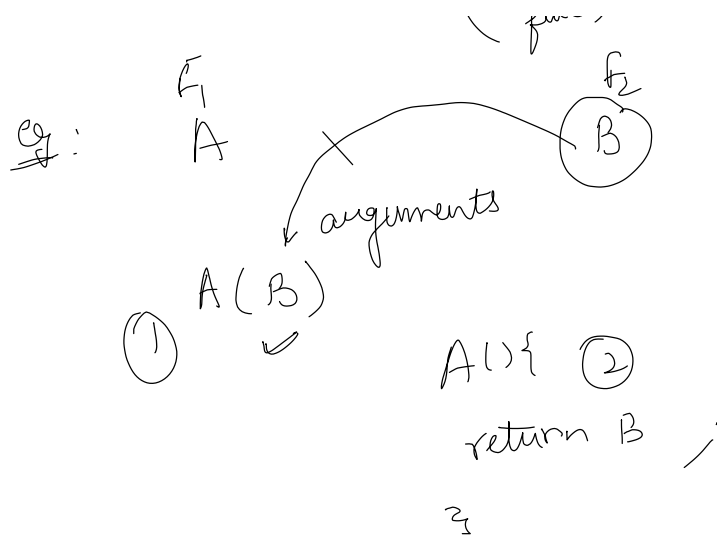 F1
F2
eg :
A
B
arguments
A ( B )
1
A(){
2
return B
}